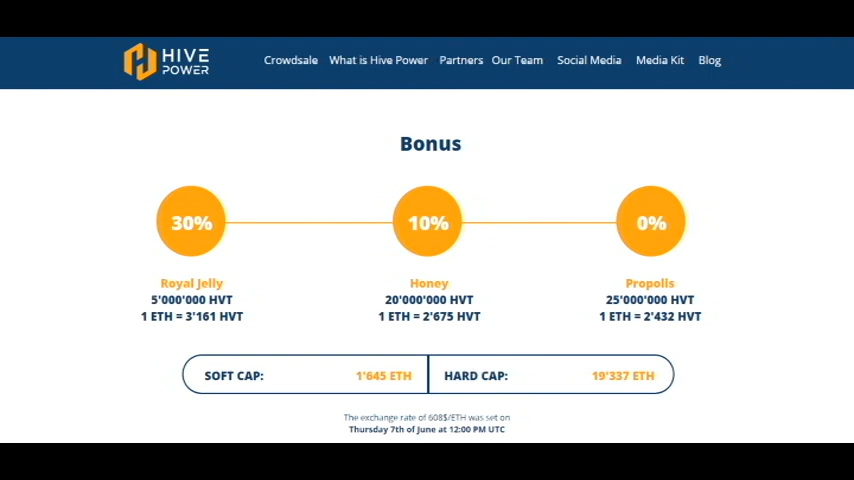 HIVE
POWER
Crowdsale What is Hive Power Partners Our Team Social Media Media Kit Blog
Bonus
30% 10% 0%
Royal Jelly Honey Propolls
5'000'000 HVT 20'000'000 HVT 25'000'000 HVT
1 ETH = 3'161 HVT 1 ETH = 2'675 HVT 1 ETH = 2'432 HVT
SOFT CAP: 1'645 ETH HARD CAP: 19'337 ETH
The exchange rate of 608$/ETH was set on
Thursday 7th of June at 12:00 PM UTC